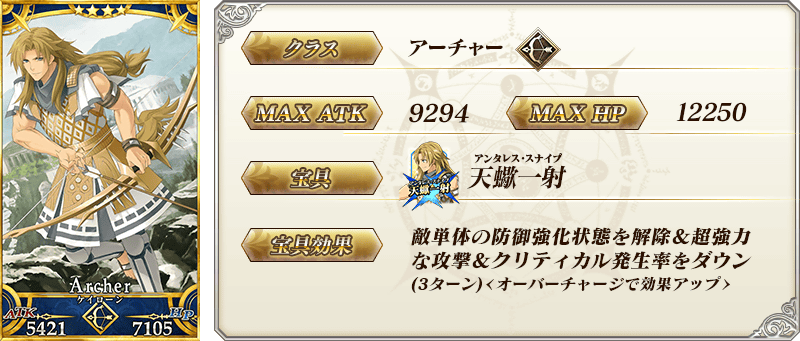 Archer
ケイローン
ATK
HP
5421
7105
クラス
アーチャー
MAX ATK
9294
MAX HP
12250
宝具
天蠍一射
アンタレス・スナイプ
天蠍一射
宝具効果
敵単体の防御強化状態を解除&超強力
な攻撃&クリティカル発生率をダウン
(3ターン)<オーバーチャージで効果アップ>